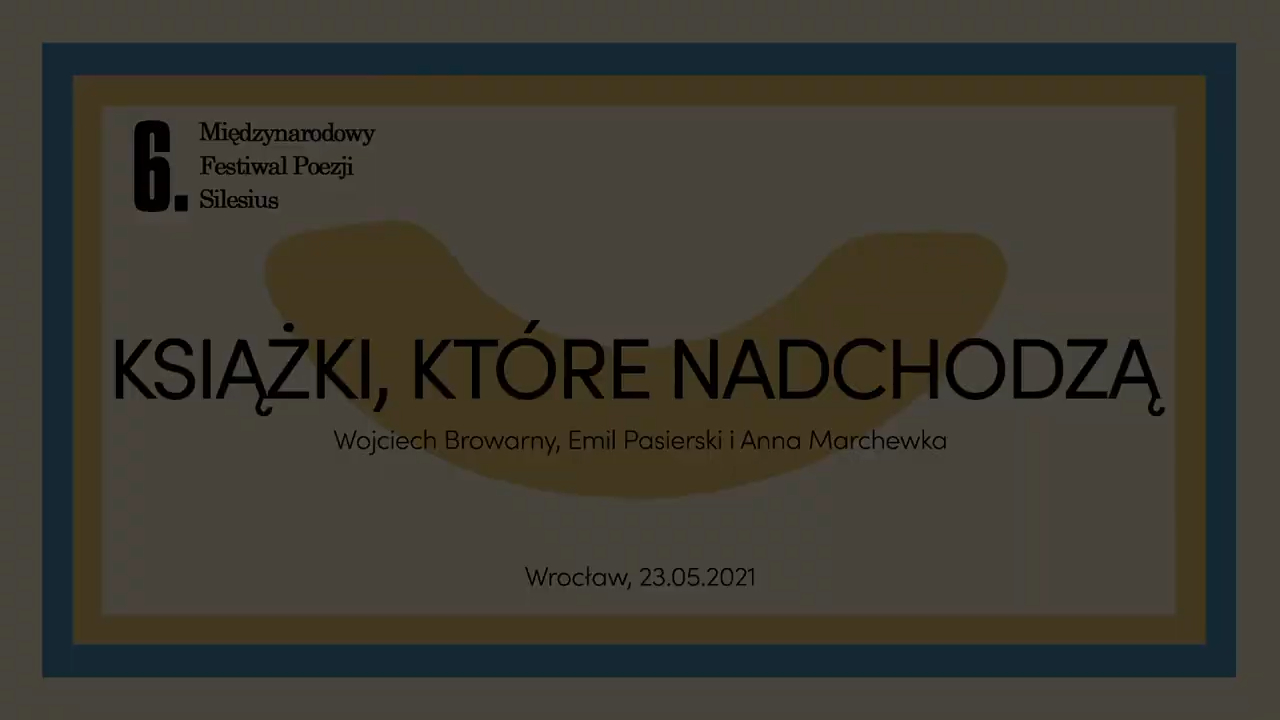 6.
Międzynarodowy
Festiwal Poezji
Silesius
KSIĄŻKI, KTÓRE NADCHODZĄ
Wojciech Browarny, Emil Pasierski i Anna Marchewka
Wrocław, 23.05.2021